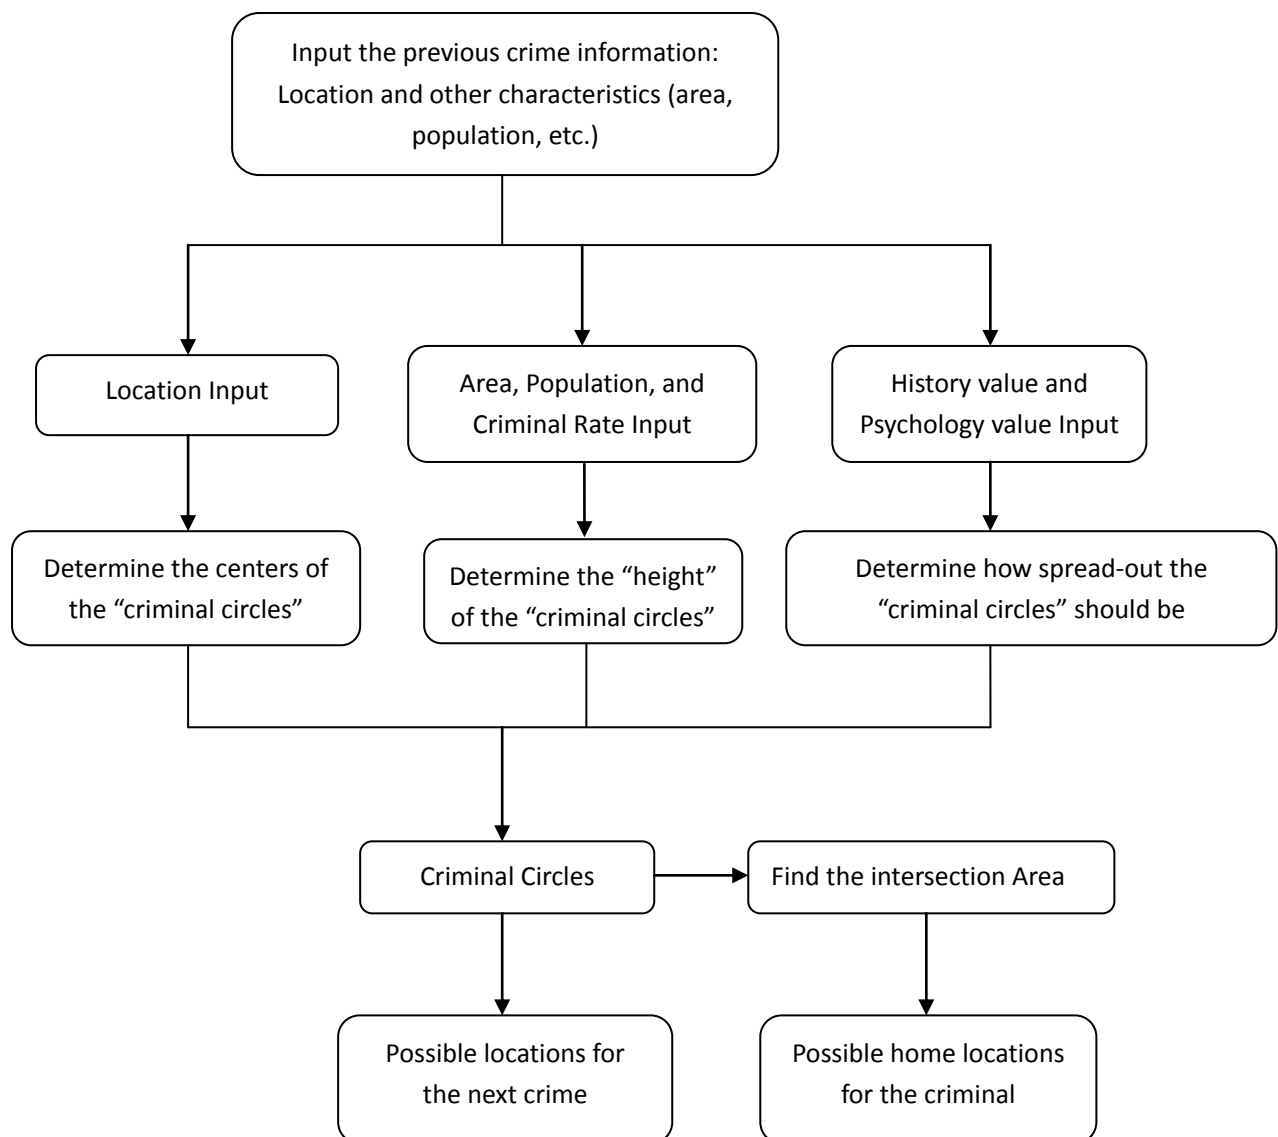 Input the previous crime information:
Location and other characteristics (area,
population, etc.)
Location Input
Area, Population, and
Criminal Rate Input
History value and
Psychology value Input
Determine the centers of
the “criminal circles”
Determine the “height”
of the “criminal circles”
Determine how spread-out the
“criminal circles” should be
Criminal Circles
Find the intersection Area
Possible locations for
the next crime
Possible home locations
for the criminal